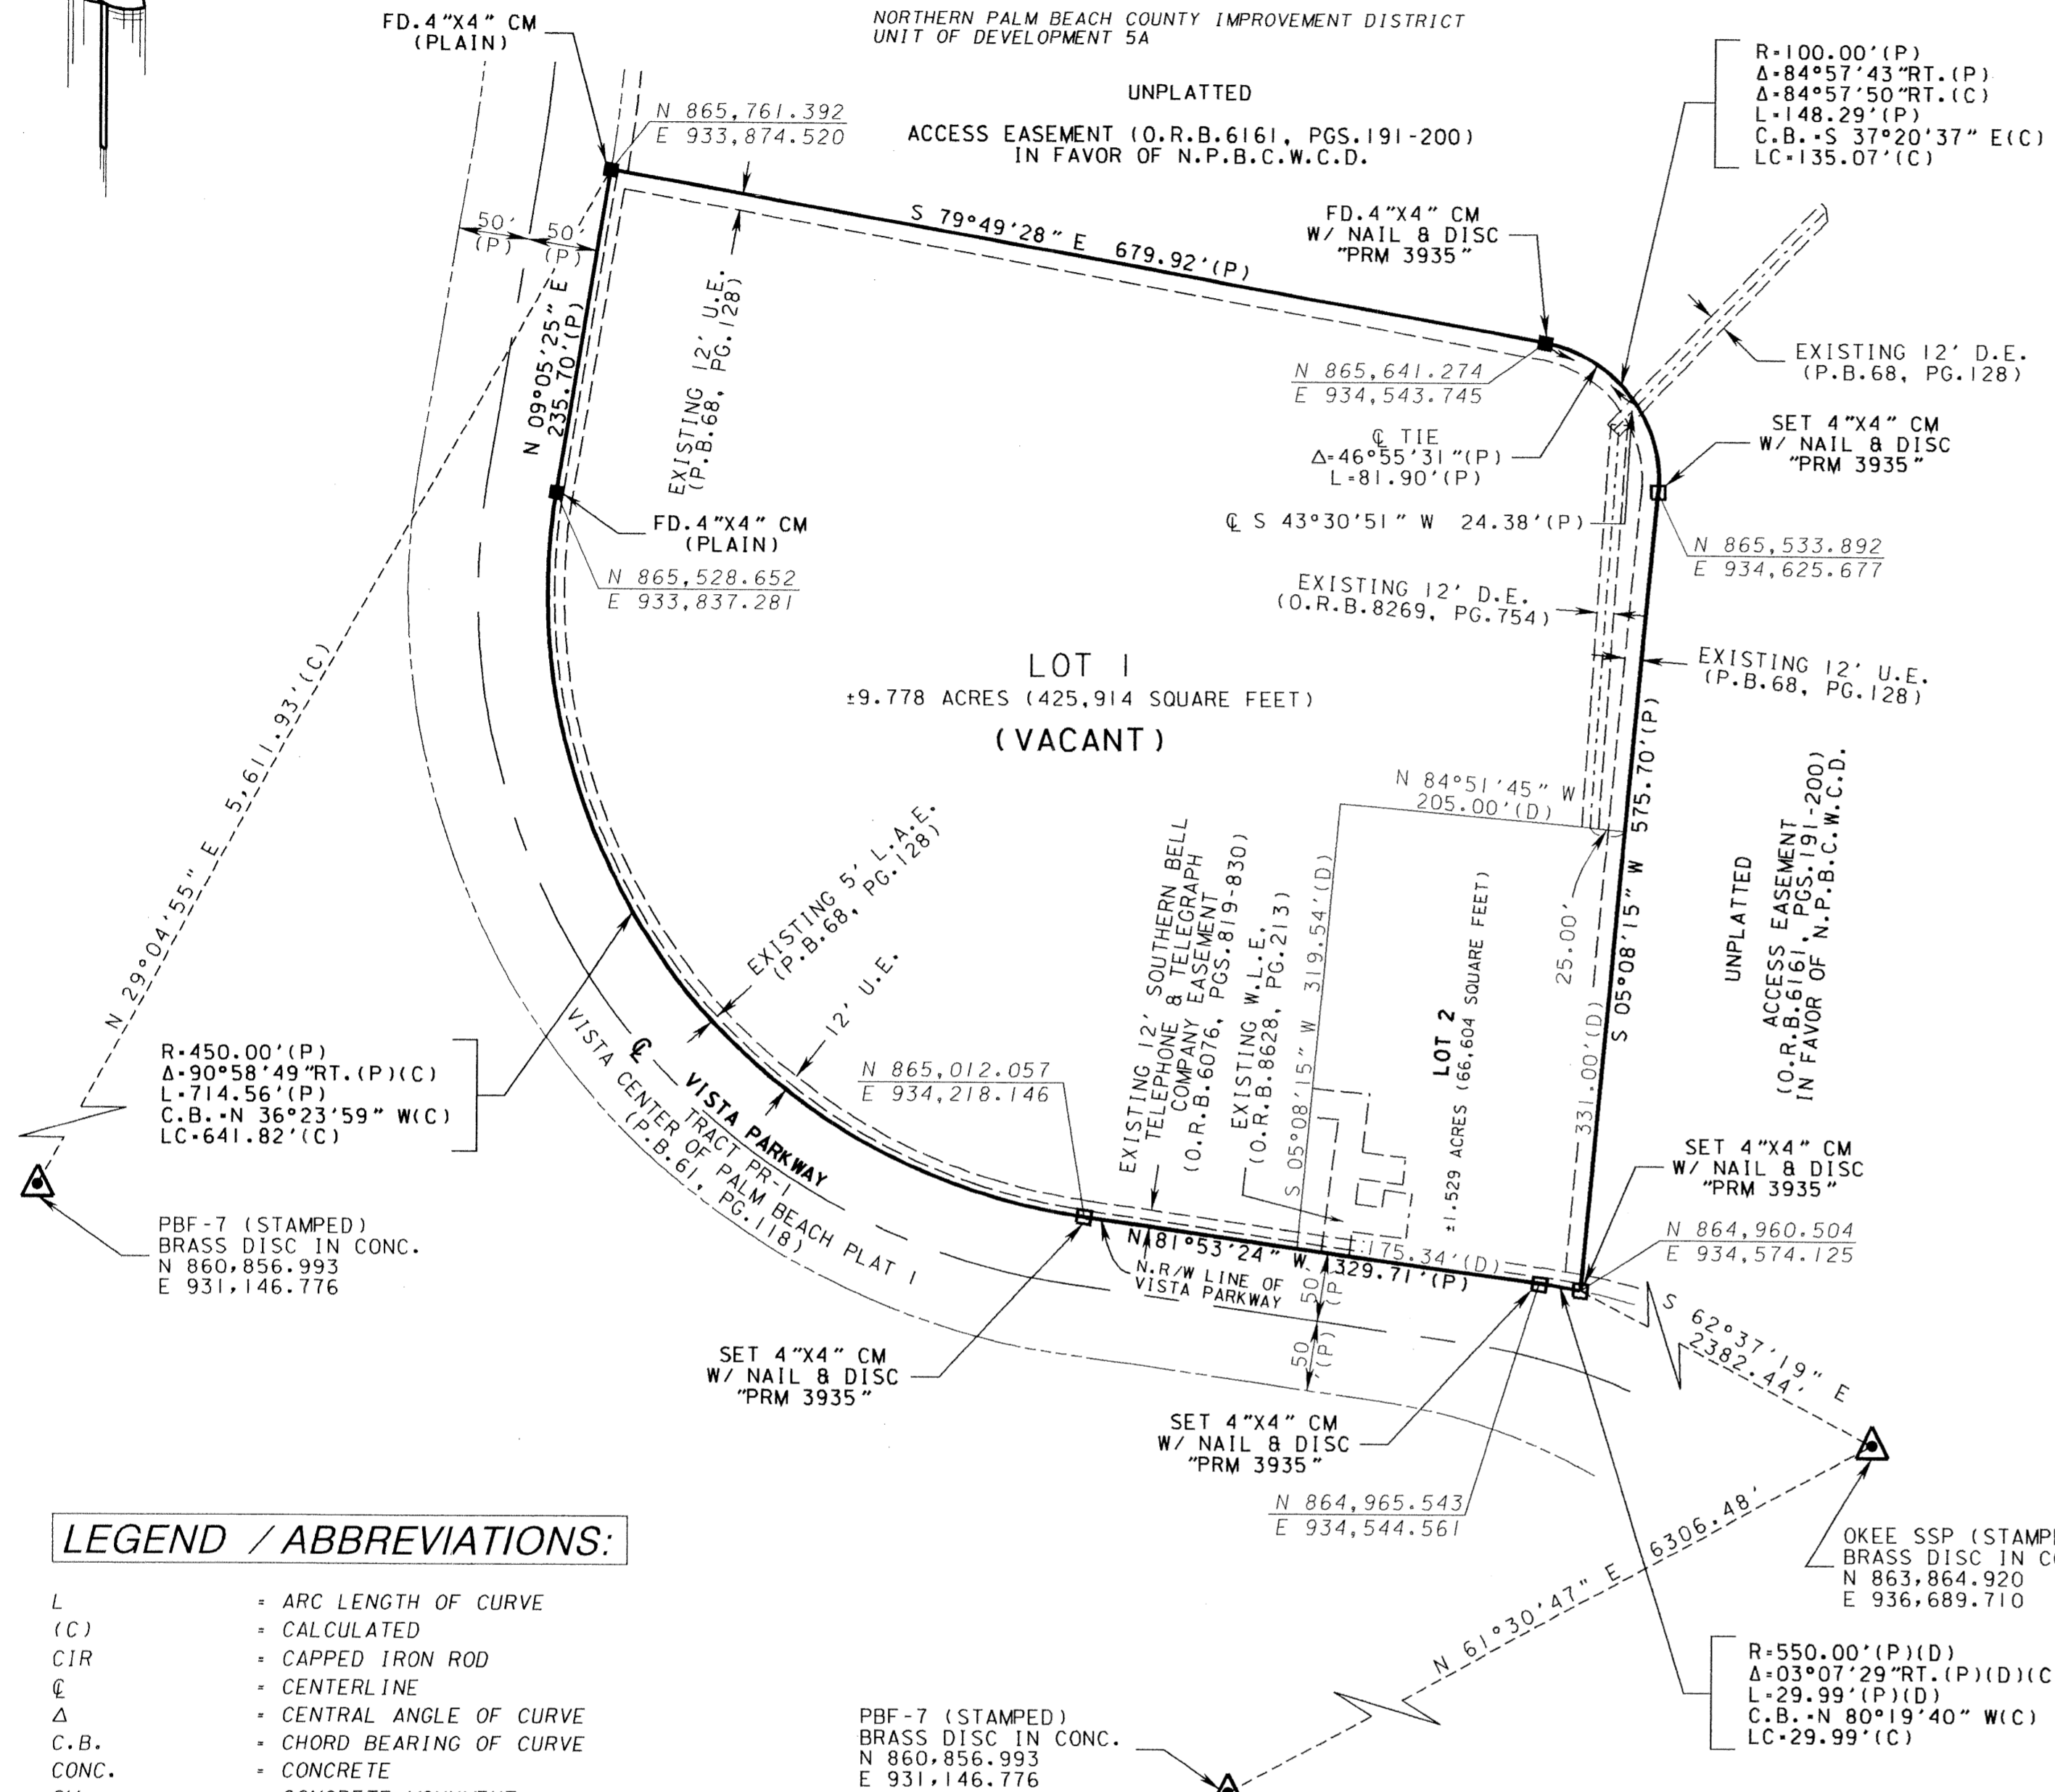 NORTHERN PALM BEACH COUNTY IMPROVEMENT DISTRICT
UNIT OF DEVELOPMENT 5A
FD.4"X4" CM
(PLAIN)
N 865,761.392
E 933,874.520
UNPLATTED
ACCESS EASEMENT (O.R.B.6161, PGS.191-200)
IN FAVOR OF N.P.B.C.W.C.D.
R=100.00'(P)
Δ=84°57'43"RT.(P)
Δ=84°57'50"RT.(C)
L=148.29'(P)
C.B.=S 37°20'37" E(C)
LC=135.07'(C)
50'
(P)
50'
(P)
S 79°49'28" E 679.92'(P)
FD.4"X4" CM
W/ NAIL & DISC
"PRM 3935"
N 09°05'25" E
235.70'(P)
EXISTING 12' U.E.
(P.B.68, PG.128)
N 865,641.274
E 934,543.745
EXISTING 12' D.E.
(P.B.68, PG.128)
℄ TIE
Δ=46°55'31"(P)
L=81.90'(P)
SET 4"X4" CM
W/ NAIL & DISC
"PRM 3935"
℄ S 43°30'51" W 24.38'(P)
FD.4"X4" CM
(PLAIN)
N 865,528.652
E 933,837.281
N 865,533.892
E 934,625.677
EXISTING 12' D.E.
(O.R.B.8269, PG.754)
EXISTING 12' U.E.
(P.B.68, PG.128)
LOT 1
±9.778 ACRES (425,914 SQUARE FEET)
(VACANT)
N 29°04'55" E 5,611.93'(C)
N 84°51'45" W
205.00'(D)
S 05°08'15" W 575.70'(P)
UNPLATTED
ACCESS EASEMENT
(O.R.B.6161, PGS.191-200)
IN FAVOR OF N.P.B.C.W.C.D.
EXISTING 5' L.A.E.
(P.B.68, PG.128)
12' U.E.
EXISTING 12' SOUTHERN BELL
TELEPHONE & TELEGRAPH
COMPANY EASEMENT
(O.R.B.6076, PGS.819-830)
EXISTING W.L.E.
(O.R.B.8628, PG.213)
S 05°08'15" W 319.54'(D)
LOT 2
±1.529 ACRES (66,604 SQUARE FEET)
25.00'
331.00'(D)
R=450.00'(P)
Δ=90°58'49"RT.(P)(C)
L=714.56'(P)
C.B.=N 36°23'59" W(C)
LC=641.82'(C)
℄
VISTA PARKWAY
TRACT PR-1
VISTA CENTER OF PALM BEACH PLAT 1
(P.B.61, PG.118)
N 865,012.057
E 934,218.146
SET 4"X4" CM
W/ NAIL & DISC
"PRM 3935"
N 864,960.504
E 934,574.125
PBF-7 (STAMPED)
BRASS DISC IN CONC.
N 860,856.993
E 931,146.776
N 81°53'24" W 329.71'(P)
175.34'(D)
N.R/W LINE OF
VISTA PARKWAY
50'
(P)
50'
(P)
S 62°37'19" E
2382.44'
SET 4"X4" CM
W/ NAIL & DISC
"PRM 3935"
SET 4"X4" CM
W/ NAIL & DISC
"PRM 3935"
N 864,965.543
E 934,544.561
N 61°30'47" E 6306.48'
OKEE SSP (STAMP
BRASS DISC IN C
N 863,864.920
E 936,689.710
R=550.00'(P)(D)
Δ=03°07'29"RT.(P)(D)(C
L=29.99'(P)(D)
C.B.=N 80°19'40" W(C)
LC=29.99'(C)
PBF-7 (STAMPED)
BRASS DISC IN CONC.
N 860,856.993
E 931,146.776
LEGEND / ABBREVIATIONS:
L = ARC LENGTH OF CURVE
(C) = CALCULATED
CIR = CAPPED IRON ROD
℄ = CENTERLINE
Δ = CENTRAL ANGLE OF CURVE
C.B. = CHORD BEARING OF CURVE
CONC. = CONCRETE